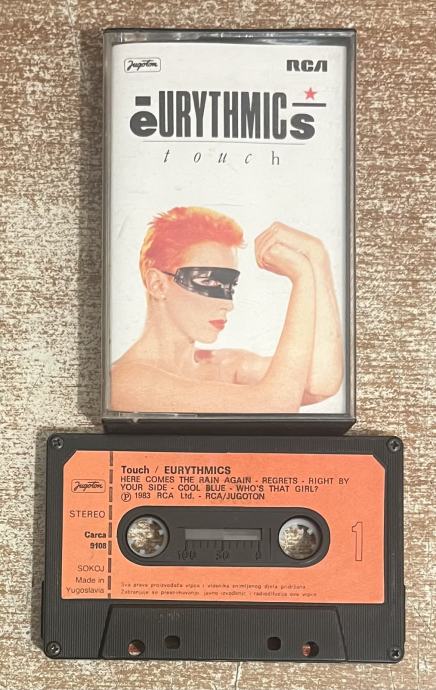 Jugoton
RCA
EURYTHMICS
touch
Jugoton
Touch / EURYTHMICS
HERE COMES THE RAIN AGAIN - REGRETS - RIGHT BY
YOUR SIDE - COOL BLUE - WHO'S THAT GIRL?
℗ 1983 RCA Ltd. - RCA/JUGOTON
STEREO
Carca
9108
SOKOJ
Made in
Yugoslavia
100 50 0
1
Sva prava proizvođača vrpce i vlasnika snimljenog djela pridržana.
Zabranjuje se presnimavanje, javno izvođenje i radiodifuzija ove vrpce